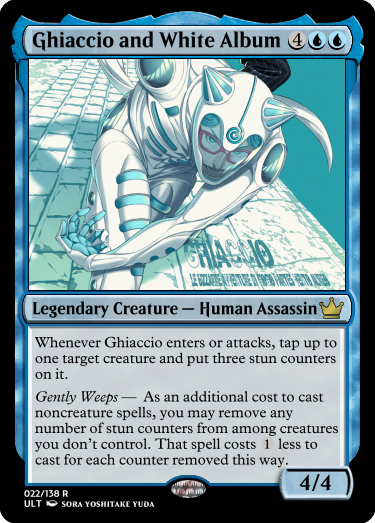 Ghiaccio and White Album 4
GHIACCIO
Legendary Creature — Human Assassin
Whenever Ghiaccio enters or attacks, tap up to
one target creature and put three stun counters
on it.
Gently Weeps — As an additional cost to cast
noncreature spells, you may remove any
number of stun counters from among creatures
you don't control. That spell costs 1 less to
cast for each counter removed this way.
4/4
022/138 R
ULT SORA YOSHITAKE YUDA